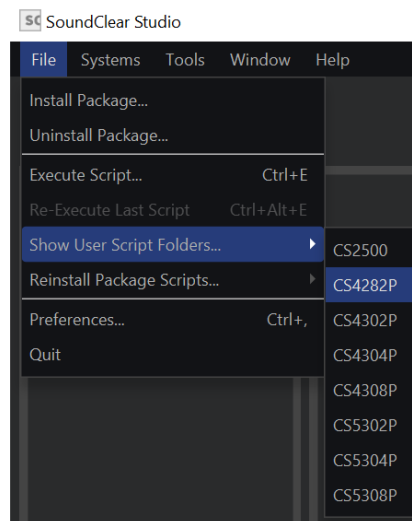 SC SoundClear Studio
File Systems Tools Window Help
Install Package...
Uninstall Package...
Execute Script... Ctrl+E
Re-Execute Last Script Ctrl+Alt+E
Show User Script Folders...
Reinstall Package Scripts...
Preferences... Ctrl+,
Quit
CS2500
CS4282P
CS4302P
CS4304P
CS4308P
CS5302P
CS5304P
CS5308P